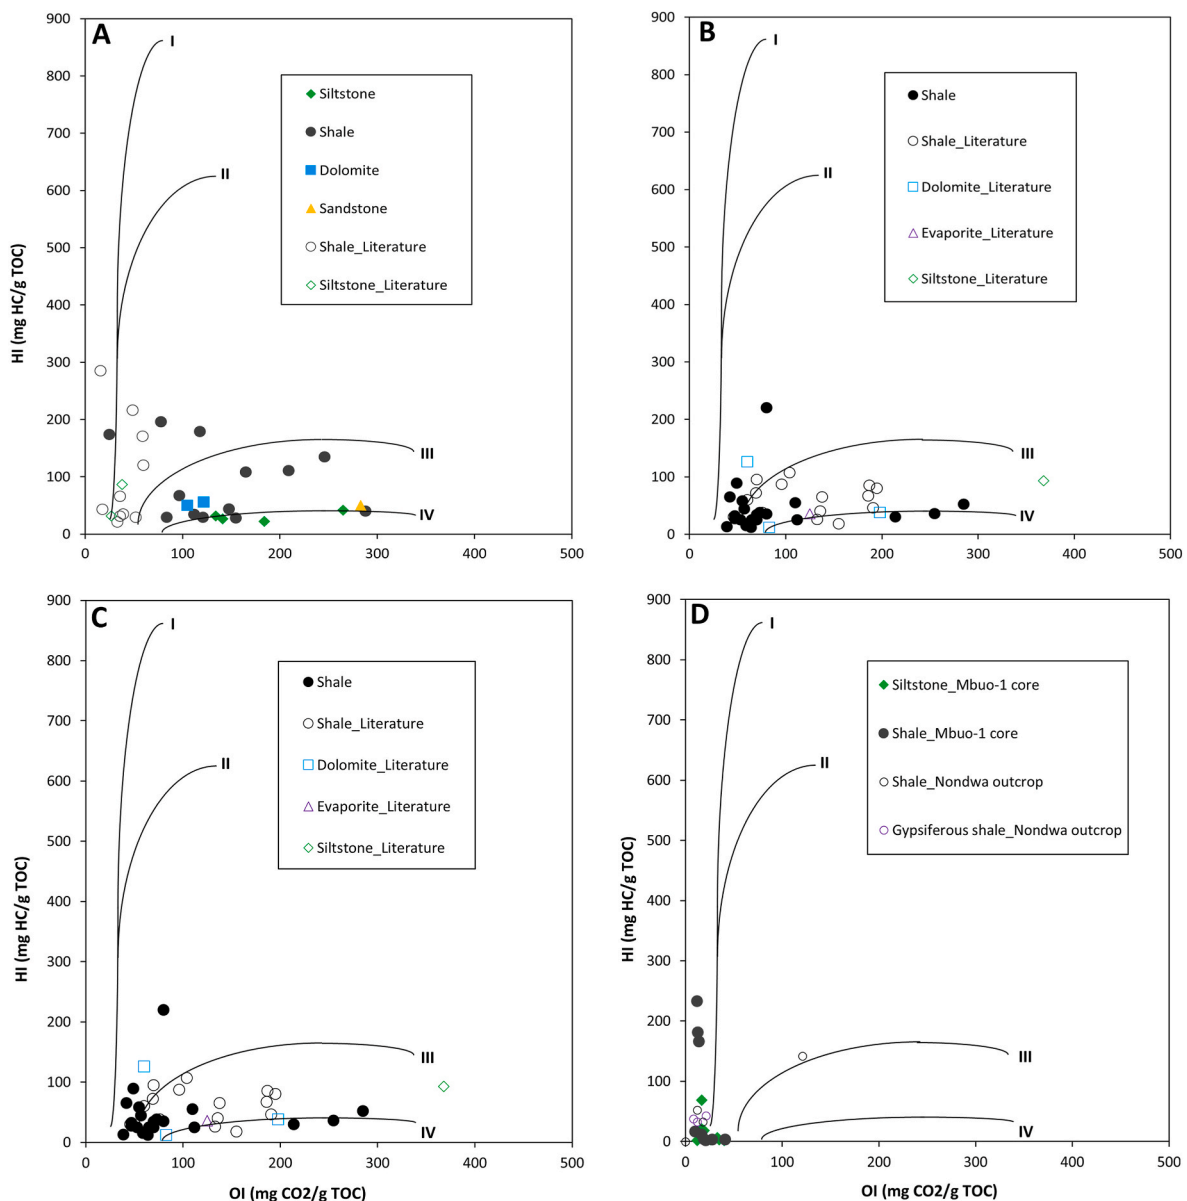 A
900
800
700
600
500
400
300
200
100
0
0
100
200
300
400
500
HI (mg HC/g TOC)
I
II
III
IV
Siltstone
Shale
Dolomite
Sandstone
Shale_Literature
Siltstone_Literature
B
900
800
700
600
500
400
300
200
100
0
0
100
200
300
400
500
I
II
III
IV
Shale
Shale_Literature
Dolomite_Literature
Evaporite_Literature
Siltstone_Literature
C
900
800
700
600
500
400
300
200
100
0
0
100
200
300
400
500
HI (mg HC/g TOC)
OI (mg CO2/g TOC)
I
II
III
IV
Shale
Shale_Literature
Dolomite_Literature
Evaporite_Literature
Siltstone_Literature
D
900
800
700
600
500
400
300
200
100
0
0
100
200
300
400
500
HI (mg HC/g TOC)
OI (mg CO2/g TOC)
I
II
III
IV
Siltstone_Mbuo-1 core
Shale_Mbuo-1 core
Shale_Nondwa outcrop
Gypsiferous shale_Nondwa outcrop